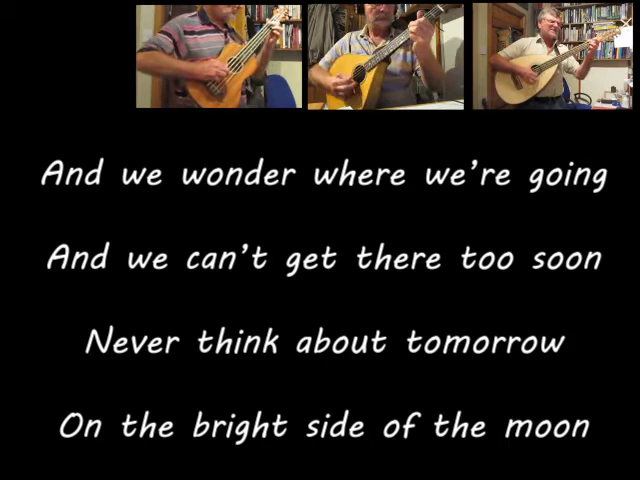 And we wonder where we're going
And we can't get there too soon
Never think about tomorrow
On the bright side of the moon